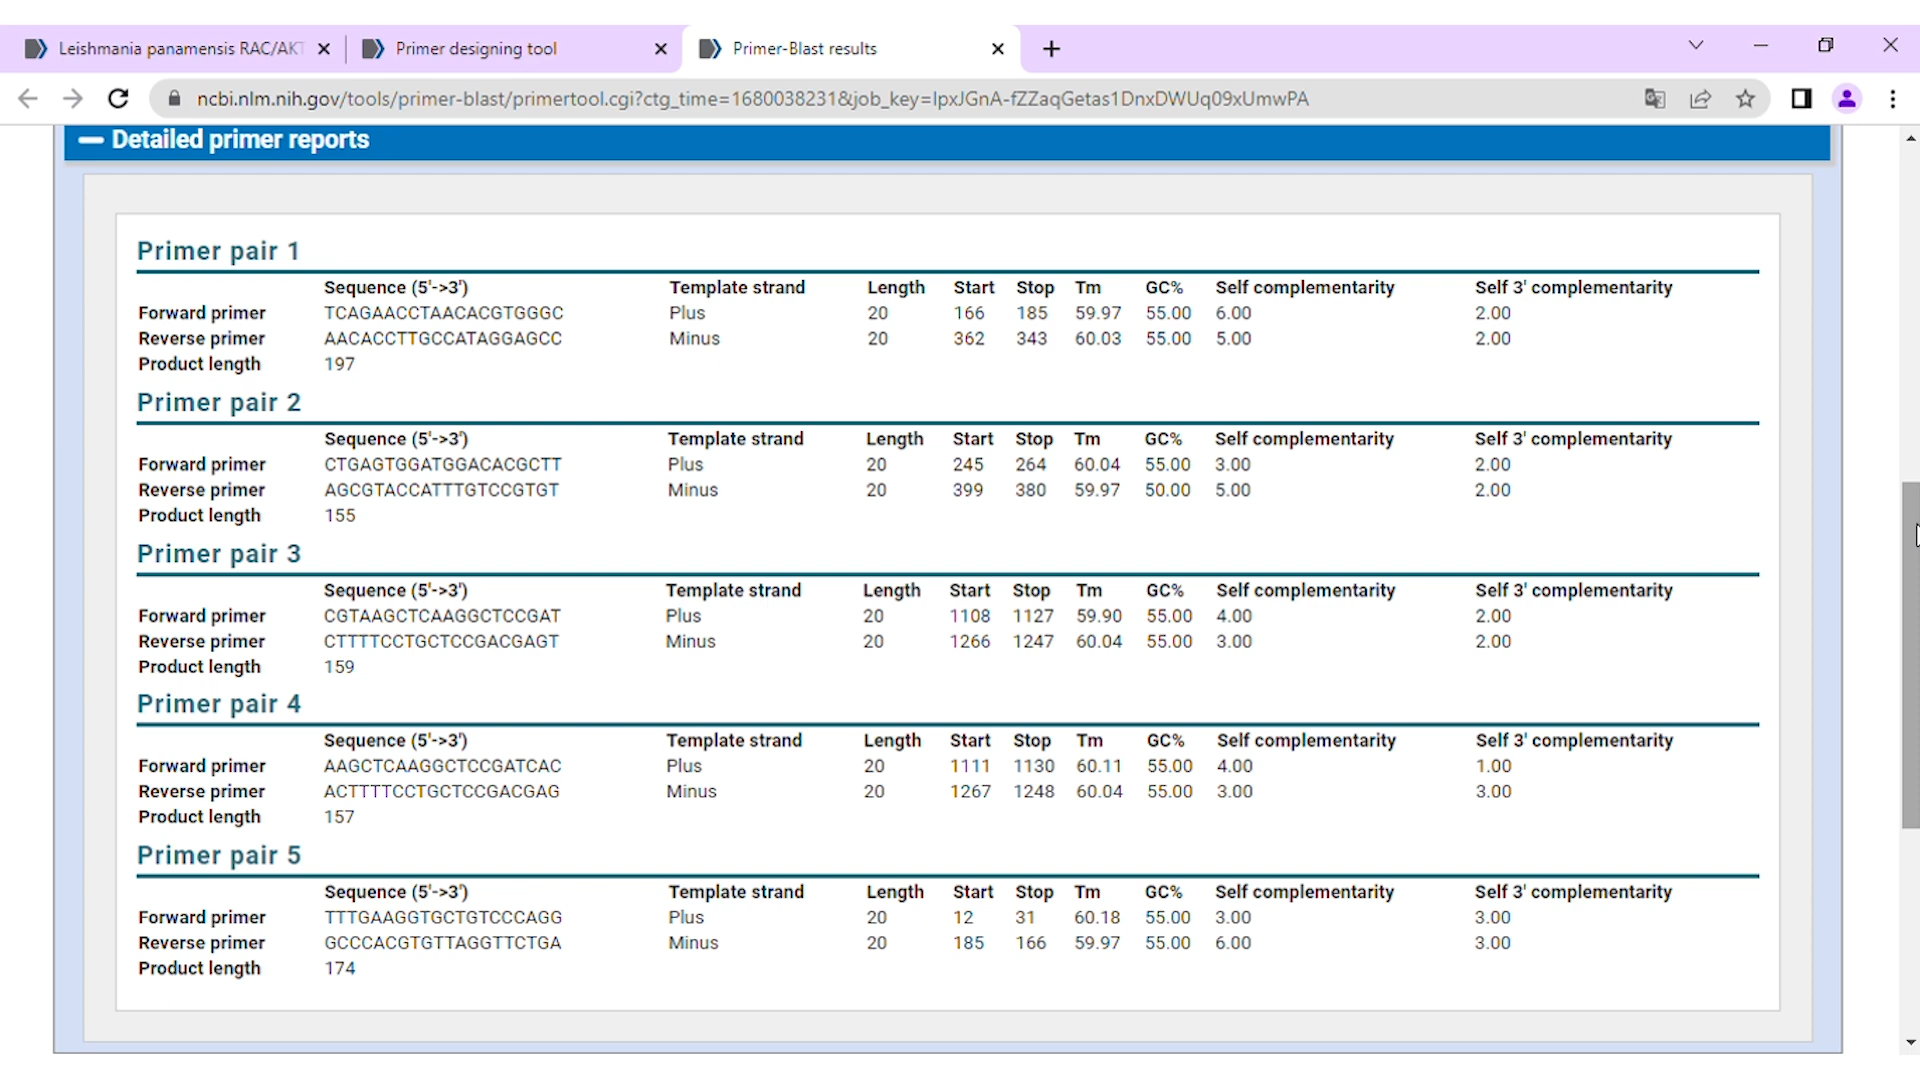 Leishmania panamensis RAC/AKT
Primer designing tool
Primer-Blast results
ncbi.nlm.nih.gov/tools/primer-blast/primertool.cgi?ctg_time=1680038231&job_key=IpxJGnA-fZZaqGetas1DnxDWUq09xUmwPA
Detailed primer reports
Primer pair 1
Sequence (5'->3') Template strand Length Start Stop Tm GC% Self complementarity Self 3' complementarity
Forward primer TCAGAACCTAACACGTGGGC Plus 20 166 185 59.97 55.00 6.00 2.00
Reverse primer AACACCTTGCCATAGGAGCC Minus 20 362 343 60.03 55.00 5.00 2.00
Product length 197
Primer pair 2
Sequence (5'->3') Template strand Length Start Stop Tm GC% Self complementarity Self 3' complementarity
Forward primer CTGAGTGGATGGACACGCTT Plus 20 245 264 60.04 55.00 3.00 2.00
Reverse primer AGCGTACCATTTGTCCGTGT Minus 20 399 380 59.97 50.00 5.00 2.00
Product length 155
Primer pair 3
Sequence (5'->3') Template strand Length Start Stop Tm GC% Self complementarity Self 3' complementarity
Forward primer CGTAAGCTCAAGGCTCCGAT Plus 20 1108 1127 59.90 55.00 4.00 2.00
Reverse primer CTTTTCCTGCTCCGACGAGT Minus 20 1266 1247 60.04 55.00 3.00 2.00
Product length 159
Primer pair 4
Sequence (5'->3') Template strand Length Start Stop Tm GC% Self complementarity Self 3' complementarity
Forward primer AAGCTCAAGGCTCCGATCAC Plus 20 1111 1130 60.11 55.00 4.00 1.00
Reverse primer ACTTTTCCTGCTCCGACGAG Minus 20 1267 1248 60.04 55.00 3.00 3.00
Product length 157
Primer pair 5
Sequence (5'->3') Template strand Length Start Stop Tm GC% Self complementarity Self 3' complementarity
Forward primer TTTGAAGGTGCTGTCCCAGG Plus 20 12 31 60.18 55.00 3.00 3.00
Reverse primer GCCCACGTGTTAGGTTCTGA Minus 20 185 166 59.97 55.00 6.00 3.00
Product length 174